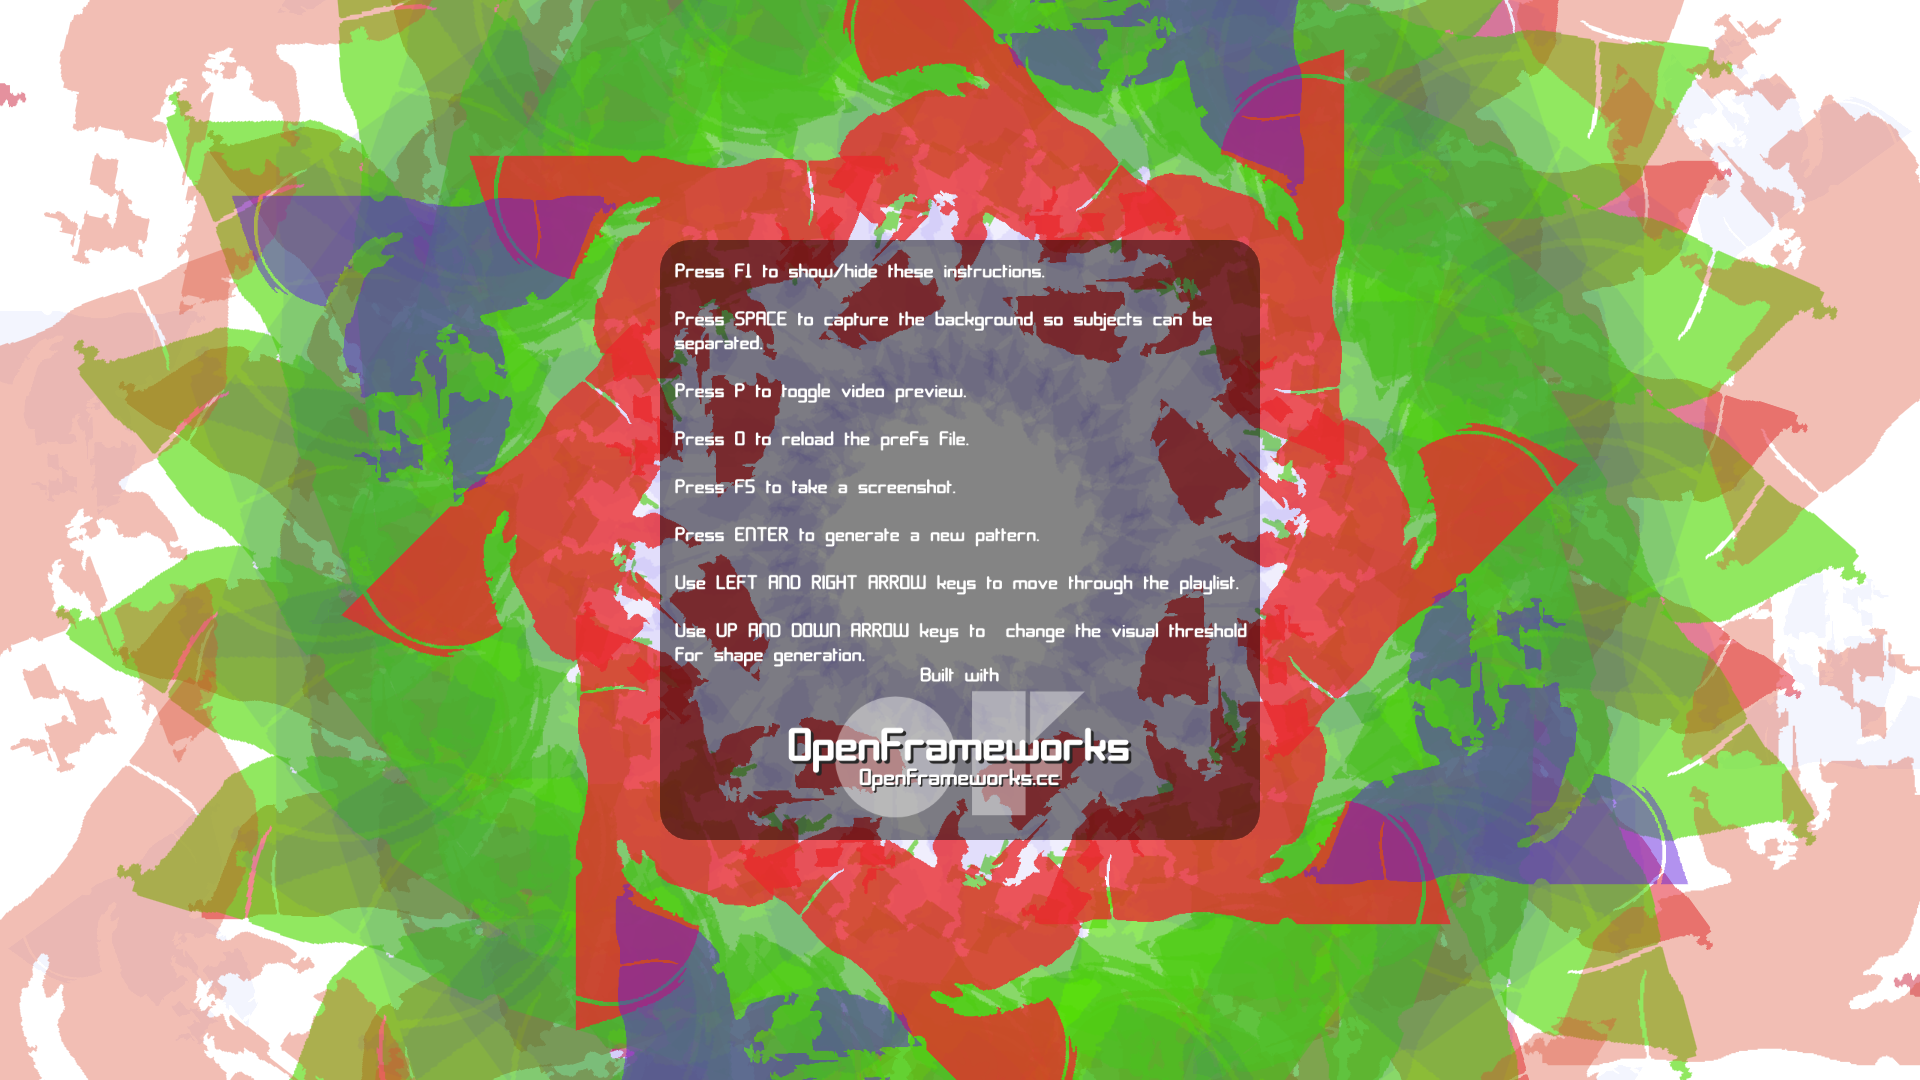 Press F1 to show/hide these instructions.
Press SPACE to capture the background so subjects can be
separated.
Press P to toggle video preview.
Press O to reload the prefs file.
Press F5 to take a screenshot.
Press ENTER to generate a new pattern.
Use LEFT AND RIGHT ARROW keys to move through the playlist.
Use UP AND DOWN ARROW keys to change the visual threshold
for shape generation.
Built with
OF
OpenFrameworks
OpenFrameworks.cc